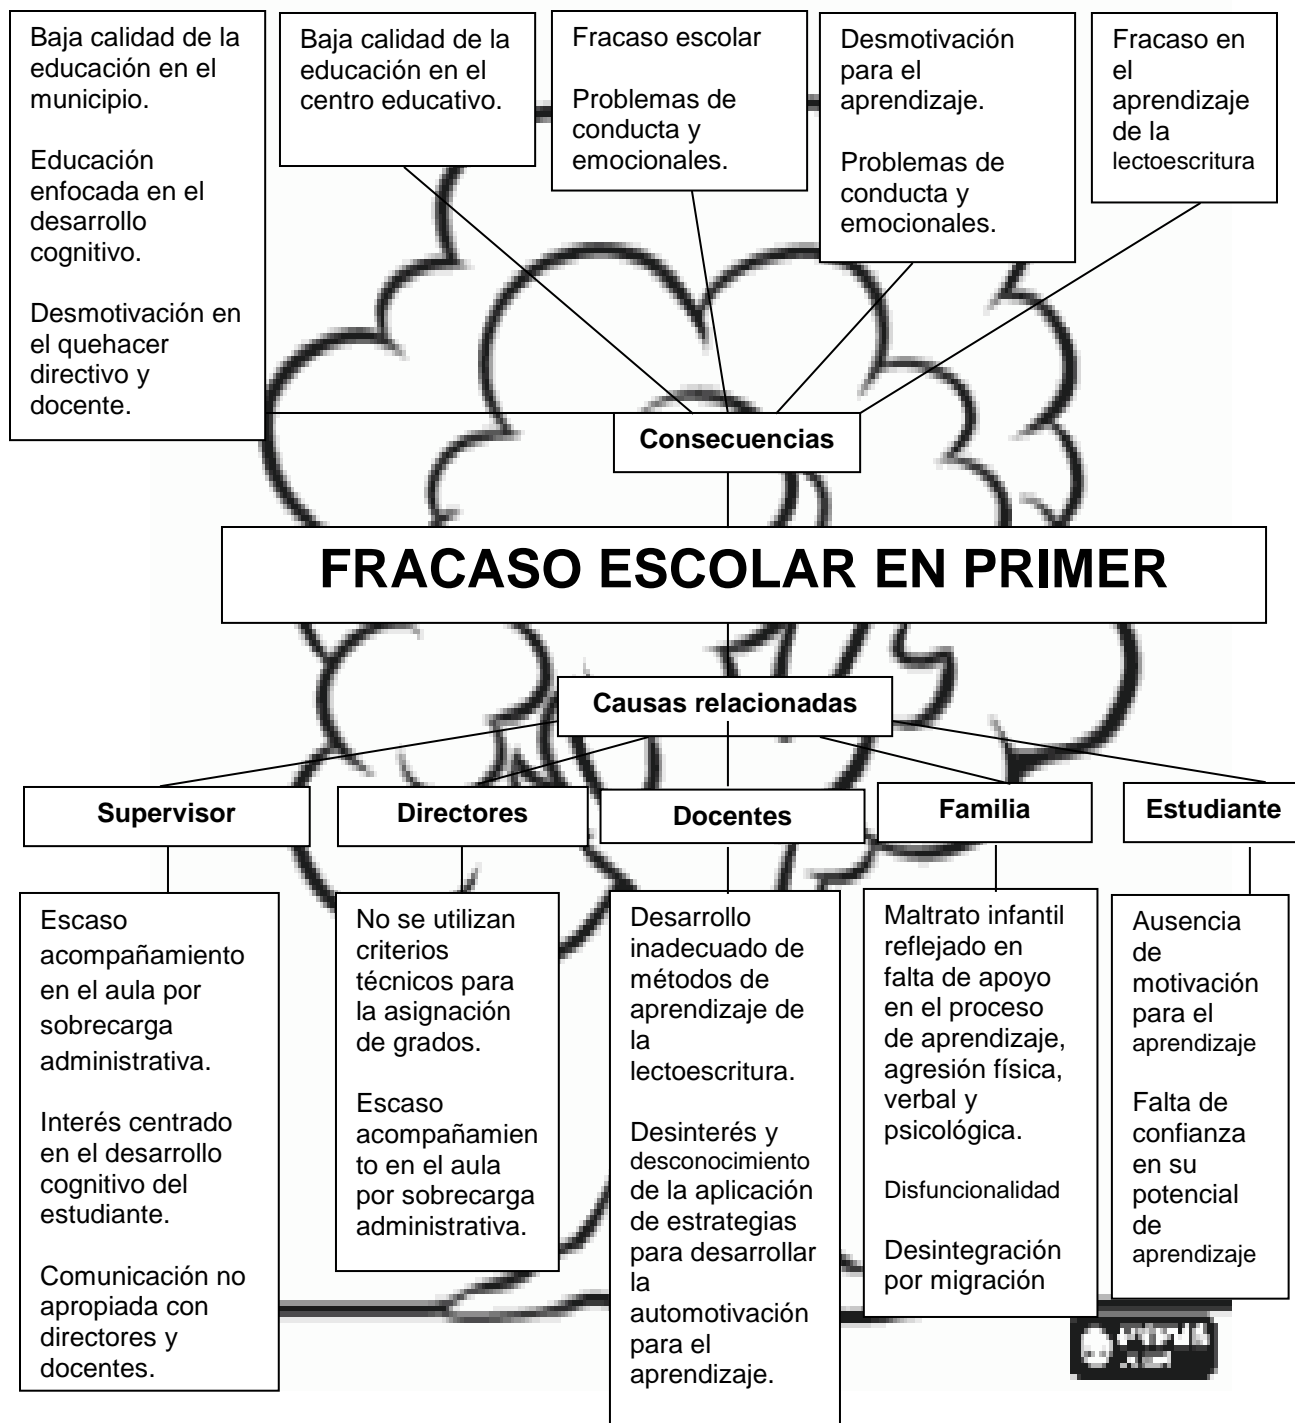 Baja calidad de la
educación en el
municipio.
Educación
enfocada en el
desarrollo
cognitivo.
Desmotivación en
el quehacer
directivo y
docente.
Baja calidad de la
educación en el
centro educativo.
Fracaso escolar
Problemas de
conducta y
emocionales.
Desmotivación
para el
aprendizaje.
Problemas de
conducta y
emocionales.
Fracaso en
el
aprendizaje
de la
lectoescritura
Consecuencias
FRACASO ESCOLAR EN PRIMER
Causas relacionadas
Supervisor
Directores
Docentes
Familia
Estudiante
Escaso
acompañamiento
en el aula por
sobrecarga
administrativa.
Interés centrado
en el desarrollo
cognitivo del
estudiante.
Comunicación no
apropiada con
directores y
docentes.
No se utilizan
criterios
técnicos para
la asignación
de grados.
Escaso
acompañamien
to en el aula
por sobrecarga
administrativa.
Desarrollo
inadecuado de
métodos de
aprendizaje de
la
lectoescritura.
Desinterés y
desconocimiento
de la aplicación
de estrategias
para desarrollar
la
automotivación
para el
aprendizaje.
Maltrato infantil
reflejado en
falta de apoyo
en el proceso
de aprendizaje,
agresión física,
verbal y
psicológica.
Disfuncionalidad
Desintegración
por migración
Ausencia
de
motivación
para el
aprendizaje
Falta de
confianza
en su
potencial
de
aprendizaje